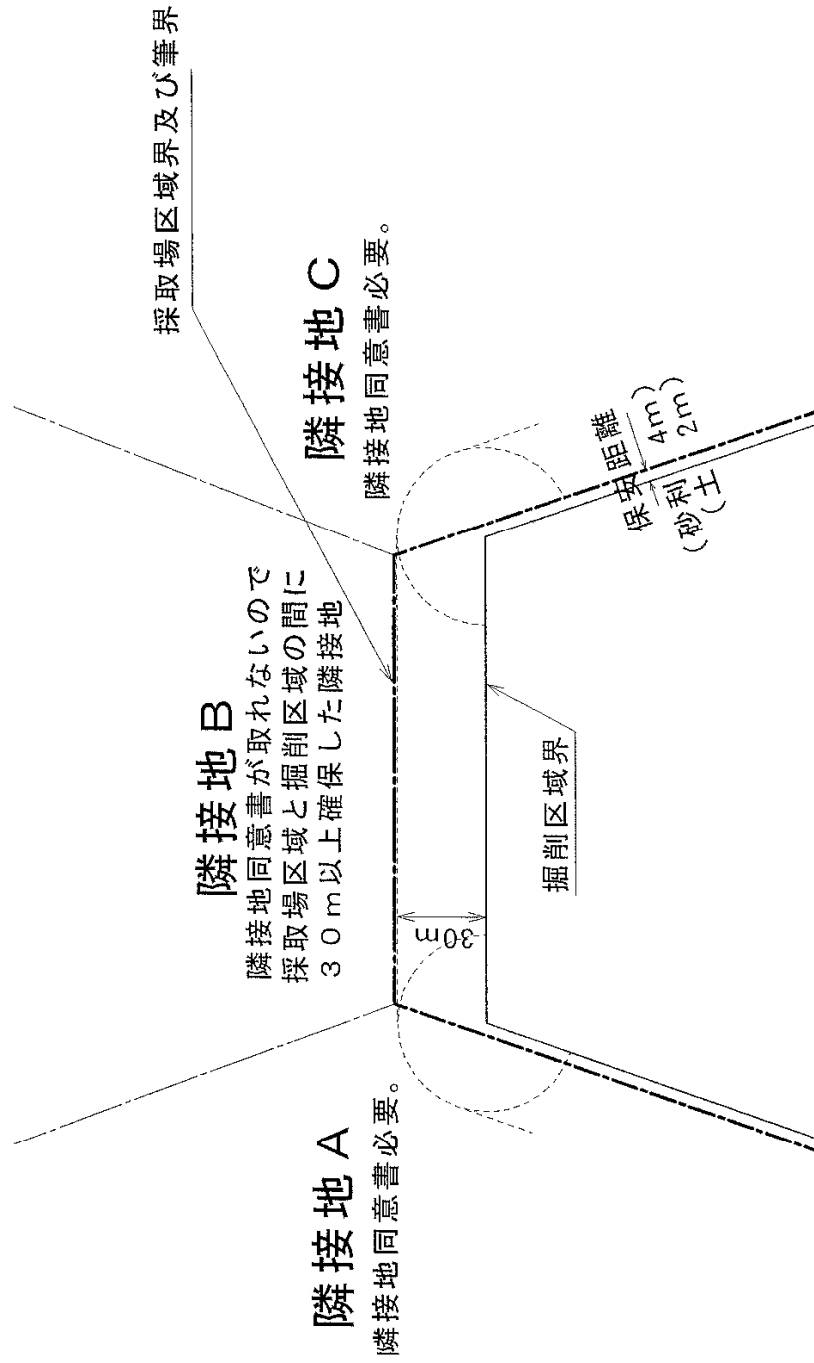 採取場区域界及び筆界
隣接地B
隣接地同意書が取れないので
採取場区域と掘削区域の間に
30m以上確保した隣接地
隣接地A
隣接地同意書必要。
隣接地C
隣接地同意書必要。
30m
掘削区域界
保安距離
(砂利 4m)
(土 2m)